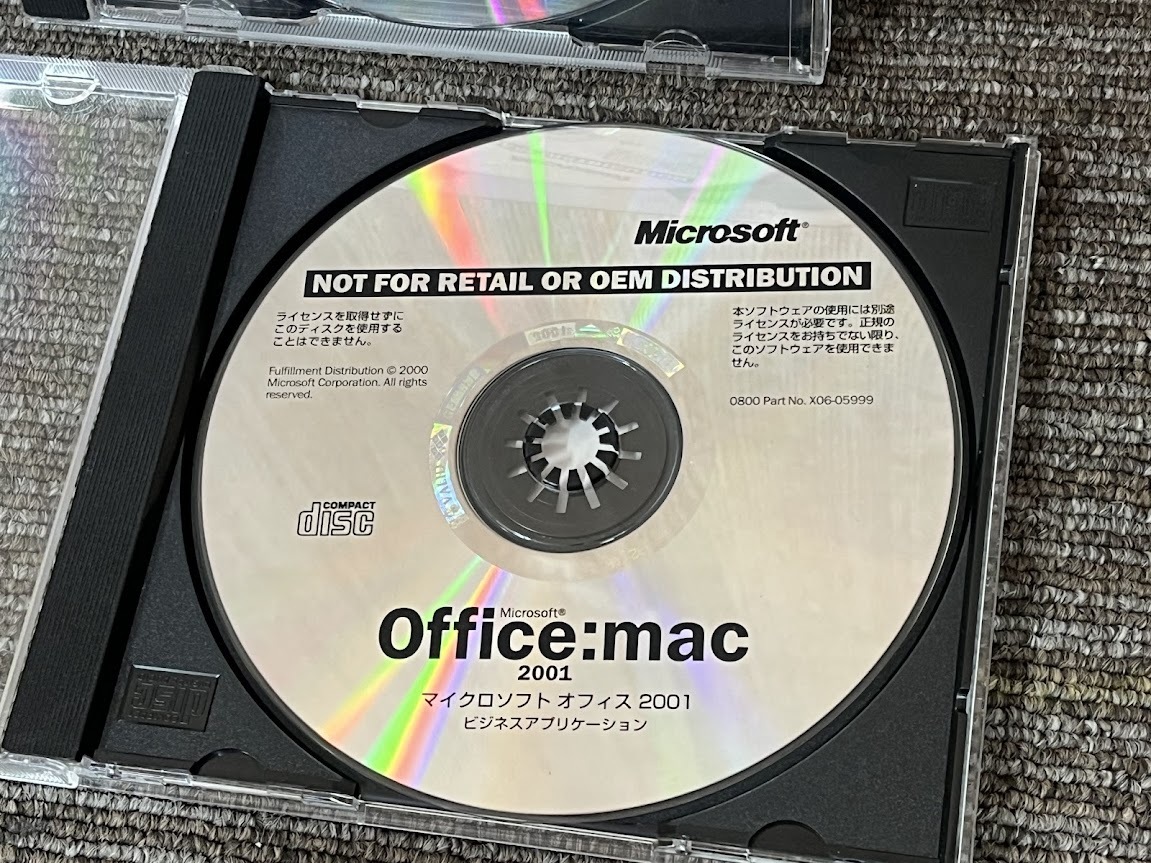 Microsoft®
NOT FOR RETAIL OR OEM DISTRIBUTION
ライセンスを取得せずに
このディスクを使用する
ことはできません。
Fulfillment Distribution © 2000
Microsoft Corporation. All rights
reserved.
本ソフトウェアの使用には別途
ライセンスが必要です。正規の
ライセンスをお持ちでない限り、
このソフトウェアを使用できま
せん。
0800 Part No. X06-05999
COMPACT
disc
Microsoft®
Office:mac
2001
マイクロソフト オフィス 2001
ビジネスアプリケーション